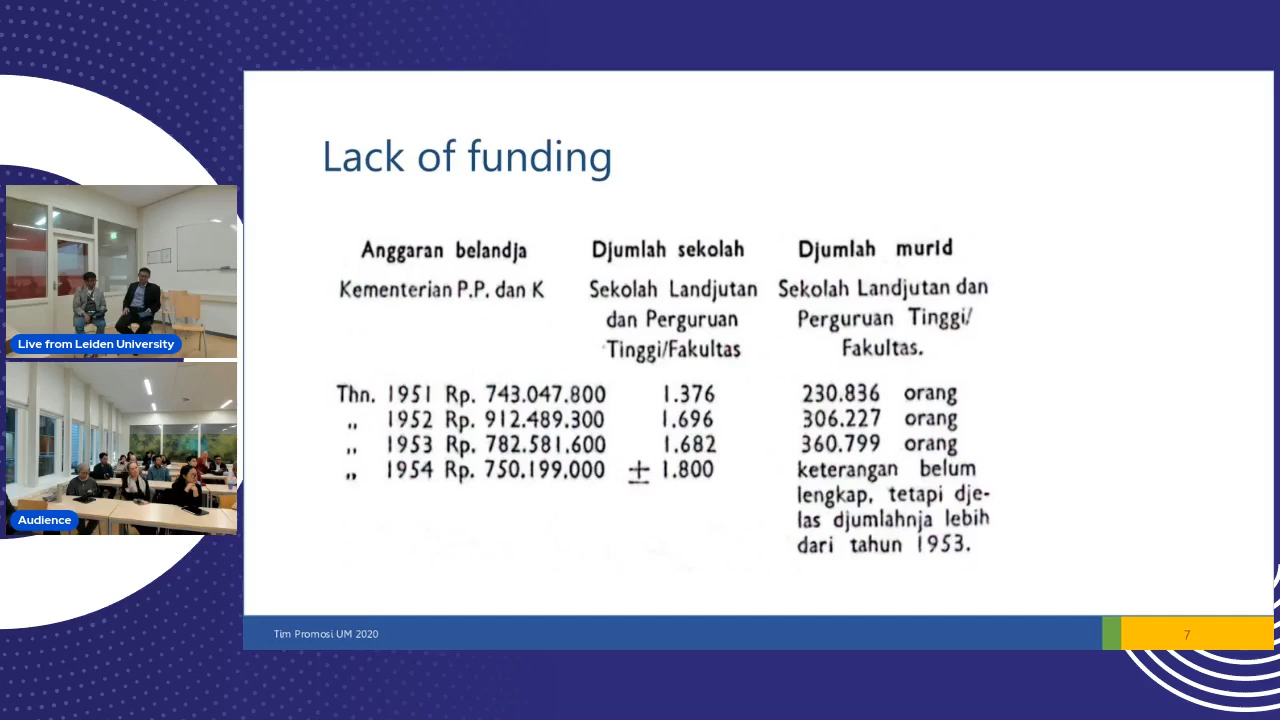 Lack of funding
Anggaran belandja Djumlah sekolah Djumlah murid
Kementerian P.P. dan K Sekolah Landjutan Sekolah Landjutan dan
dan Perguruan Perguruan Tinggi/
Tinggi/Fakultas Fakultas.
Thn. 1951 Rp. 743.047.800 1.376 230.836 orang
„ 1952 Rp. 912.489.300 1.696 306.227 orang
„ 1953 Rp. 782.581.600 1.682 360.799 orang
„ 1954 Rp. 750.199.000 ± 1.800 keterangan belum
lengkap, tetapi dje-
las djumlahnja lebih
dari tahun 1953.
Live from Leiden University
Audience
Tim Promosi UM 2020
7